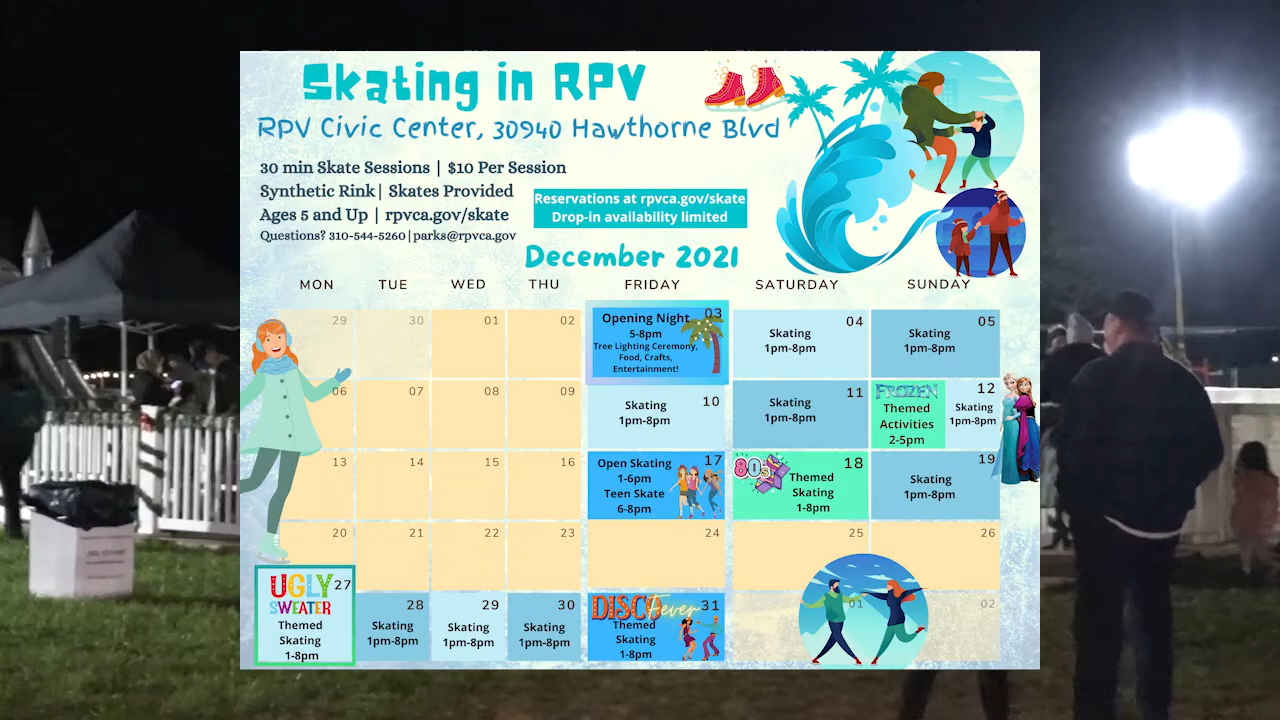 Skating in RPV
RPV Civic Center, 30940 Hawthorne Blvd
30 min Skate Sessions | $10 Per Session
Synthetic Rink| Skates Provided
Ages 5 and Up | rpvca.gov/skate
Questions? 310-544-5260|parks@rpvca.gov
Reservations at rpvca.gov/skate
Drop-in availability limited
December 2021
MON TUE WED THU FRIDAY SATURDAY SUNDAY
29
30
01
02
03
Opening Night
5-8pm
Tree Lighting Ceremony,
Food, Crafts,
Entertainment!
04
Skating
1pm-8pm
05
Skating
1pm-8pm
06
07
08
09
10
Skating
1pm-8pm
11
Skating
1pm-8pm
12
FROZEN
Themed
Activities
2-5pm
Skating
1pm-8pm
13
14
15
16
17
Open Skating
1-6pm
Teen Skate
6-8pm
18
80s
Themed
Skating
1-8pm
19
Skating
1pm-8pm
20
21
22
23
24
25
26
27
UGLY
SWEATER
Themed
Skating
1-8pm
28
Skating
1pm-8pm
29
Skating
1pm-8pm
30
Skating
1pm-8pm
31
DISCO Fever
Themed
Skating
1-8pm
01
02